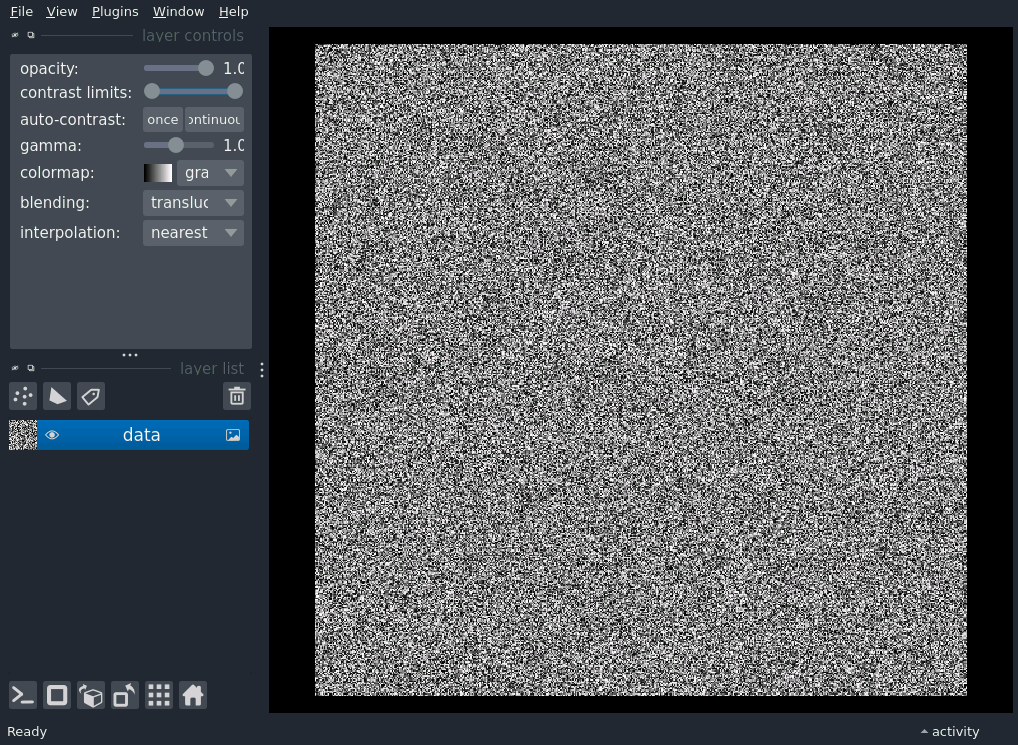 File View Plugins Window Help
layer controls
opacity: 1.0
contrast limits:
auto-contrast: once ontinuou
gamma: 1.0
colormap: gra
blending: transluc
interpolation: nearest
layer list
data
Ready
activity